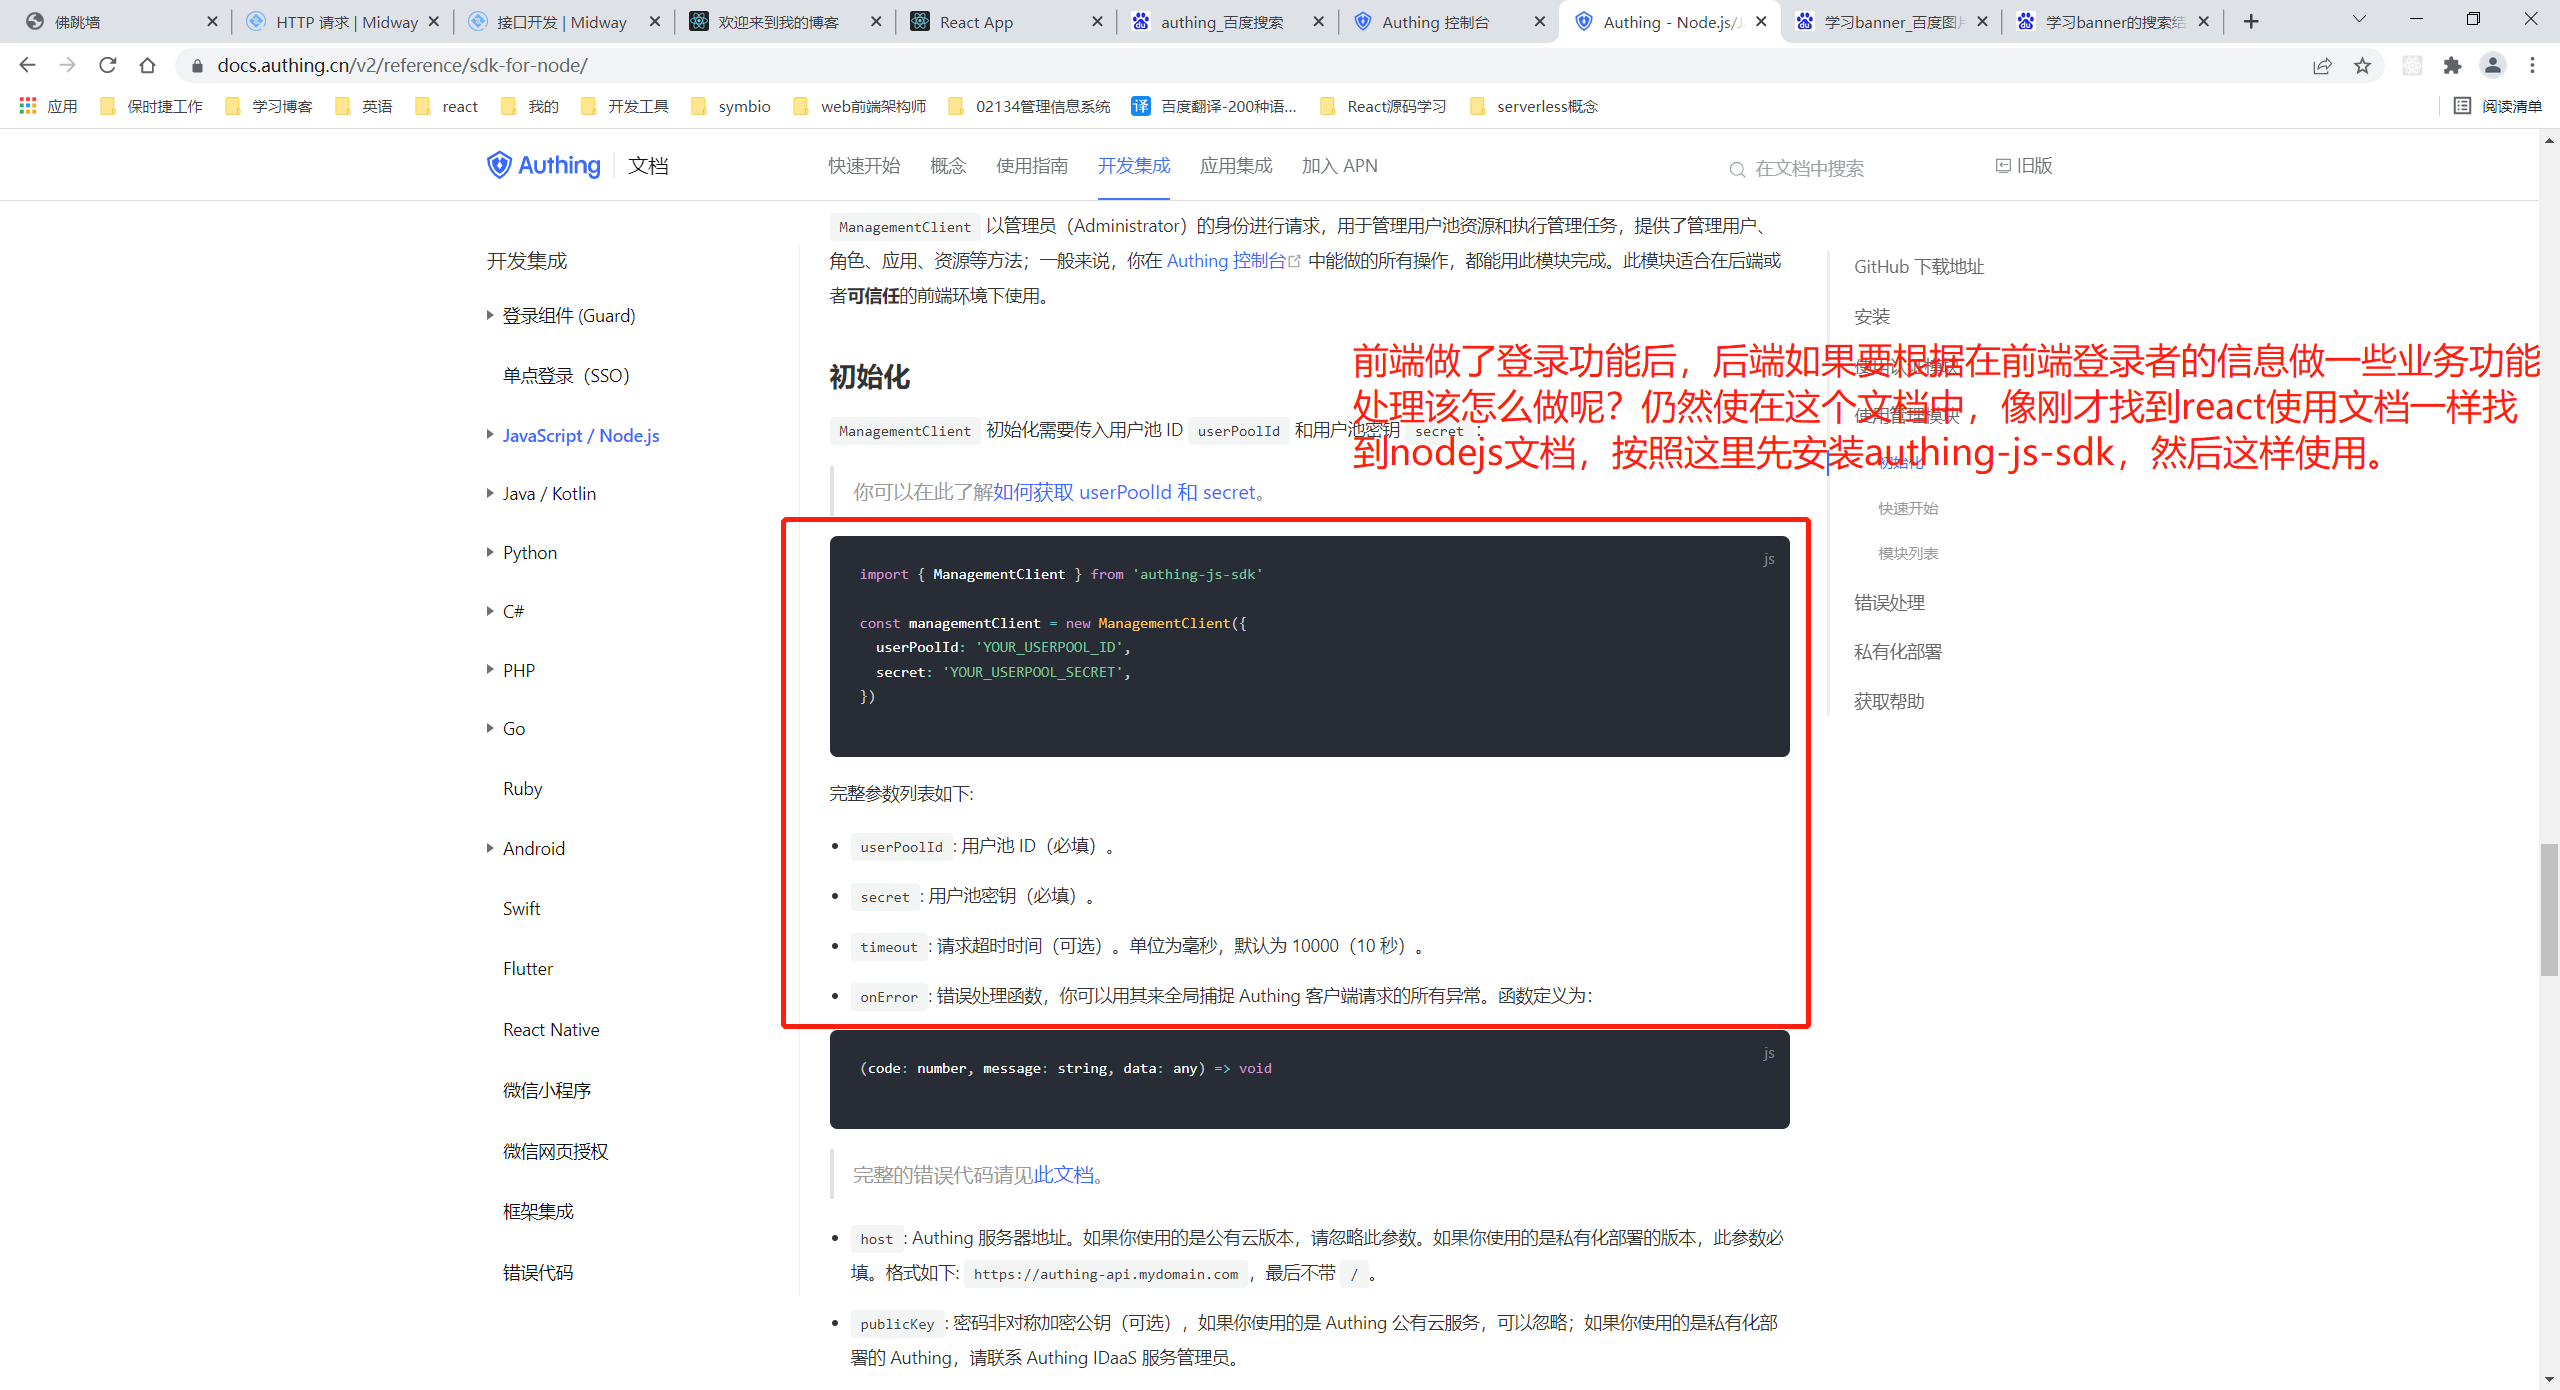 佛跳墙
HTTP 请求 | Midway
接口开发 | Midway
欢迎来到我的博客
React App
authing_百度搜索
Authing 控制台
Authing - Node.js/J
学习banner_百度图片
学习banner的搜索结
docs.authing.cn/v2/reference/sdk-for-node/
应用
保时捷工作
学习博客
英语
react
我的
开发工具
symbio
web前端架构师
02134管理信息系统
译 百度翻译-200种语...
React源码学习
serverless概念
阅读清单
Authing 文档
快速开始
概念
使用指南
开发集成
应用集成
加入 APN
在文档中搜索
旧版
开发集成
登录组件 (Guard)
单点登录（SSO）
JavaScript / Node.js
Java / Kotlin
Python
C#
PHP
Go
Ruby
Android
Swift
Flutter
React Native
微信小程序
微信网页授权
框架集成
错误代码
ManagementClient 以管理员（Administrator）的身份进行请求，用于管理用户池资源和执行管理任务，提供了管理用户、
角色、应用、资源等方法；一般来说，你在 Authing 控制台 中能做的所有操作，都能用此模块完成。此模块适合在后端或
者可信任的前端环境下使用。
初始化
ManagementClient 初始化需要传入用户池 ID userPoolId 和用户池密钥 secret :
你可以在此了解如何获取 userPoolId 和 secret。
js
import { ManagementClient } from 'authing-js-sdk'
const managementClient = new ManagementClient({
userPoolId: 'YOUR_USERPOOL_ID',
secret: 'YOUR_USERPOOL_SECRET',
})
完整参数列表如下:
• userPoolId : 用户池 ID（必填）。
• secret : 用户池密钥（必填）。
• timeout : 请求超时时间（可选）。单位为毫秒，默认为 10000（10 秒）。
• onError : 错误处理函数，你可以用其来全局捕捉 Authing 客户端请求的所有异常。函数定义为：
js
(code: number, message: string, data: any) => void
完整的错误代码请见此文档。
• host : Authing 服务器地址。如果你使用的是公有云版本，请忽略此参数。如果你使用的是私有化部署的版本，此参数必
填。格式如下: https://authing-api.mydomain.com ，最后不带 / 。
• publicKey : 密码非对称加密公钥（可选），如果你使用的是 Authing 公有云服务，可以忽略；如果你使用的是私有化部
署的 Authing，请联系 Authing IDaaS 服务管理员。
前端做了登录功能后，后端如果要根据在前端登录者的信息做一些业务功能
处理该怎么做呢？仍然使在这个文档中，像刚才找到react使用文档一样找
到nodejs文档，按照这里先安装authing-js-sdk，然后这样使用。
GitHub 下载地址
安装
使用认证模块
使用管理模块
初始化
快速开始
模块列表
错误处理
私有化部署
获取帮助